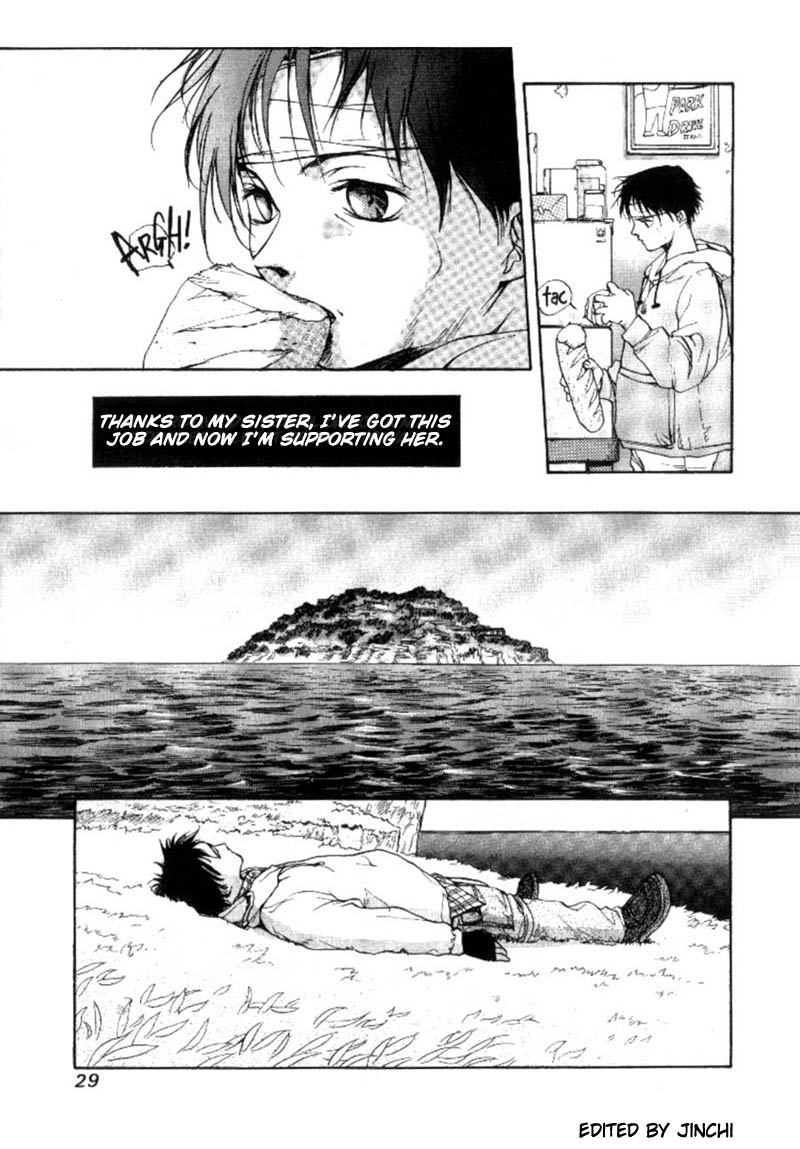 PARK
DRIVE
tac
ARGH!
THANKS TO MY SISTER, I'VE GOT THIS
JOB AND NOW I'M SUPPORTING HER.
29
EDITED BY JINCHI